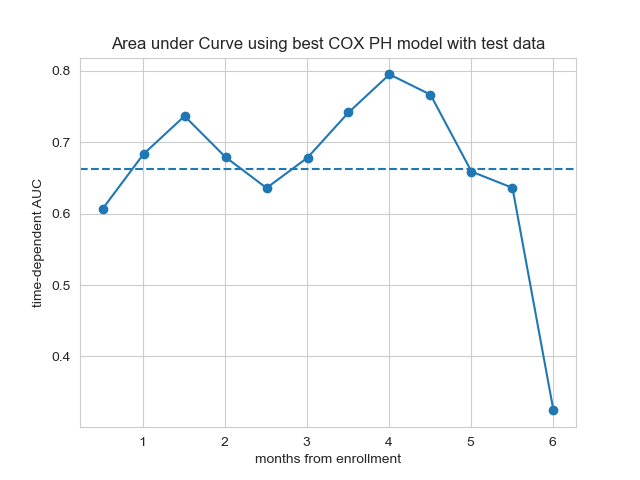 Area under Curve using best COX PH model with test data
time-dependent AUC
0.8
0.7
0.6
0.5
0.4
1 2 3 4 5 6
months from enrollment